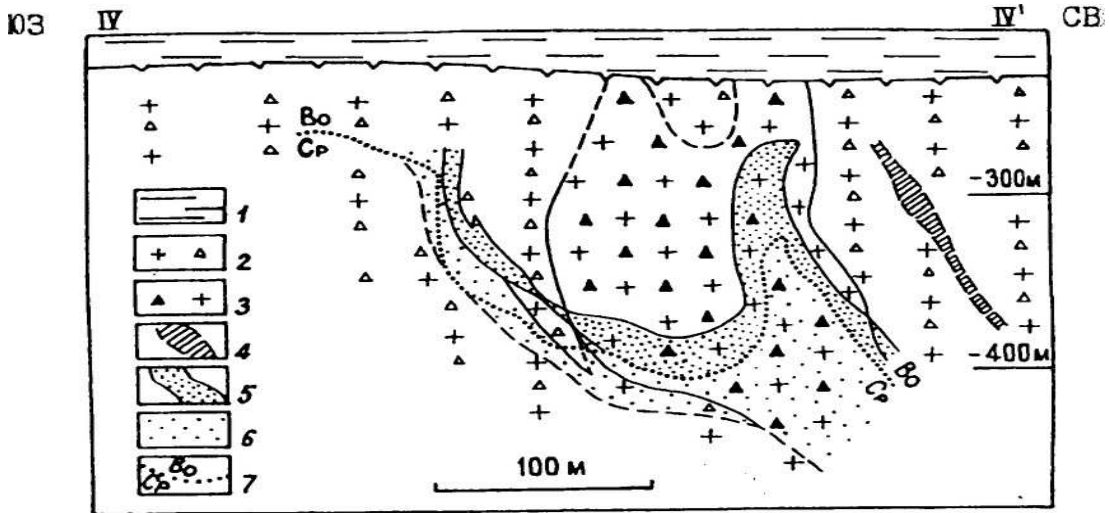 ЮЗ IV IV' СВ
Во
Ср
-300м
1
2
3
4
-400м
5
Во
Ср
6
Во
Ср
7
100 м